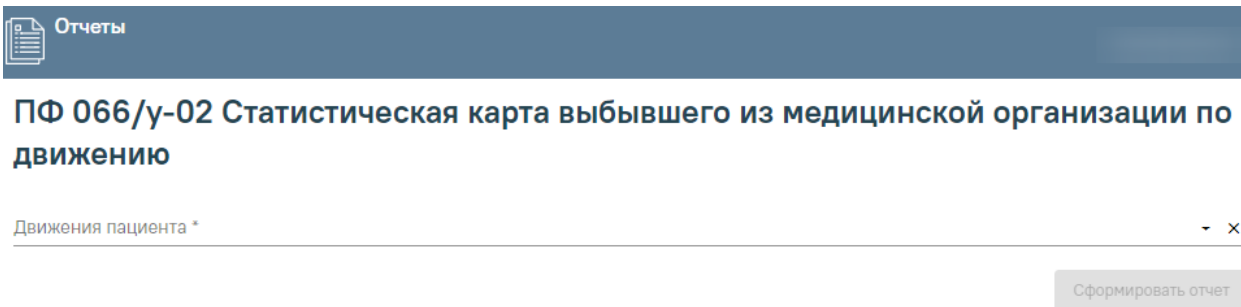 Отчеты
ПФ 066/у-02 Статистическая карта выбывшего из медицинской организации по
движению
Движения пациента *
Сформировать отчет